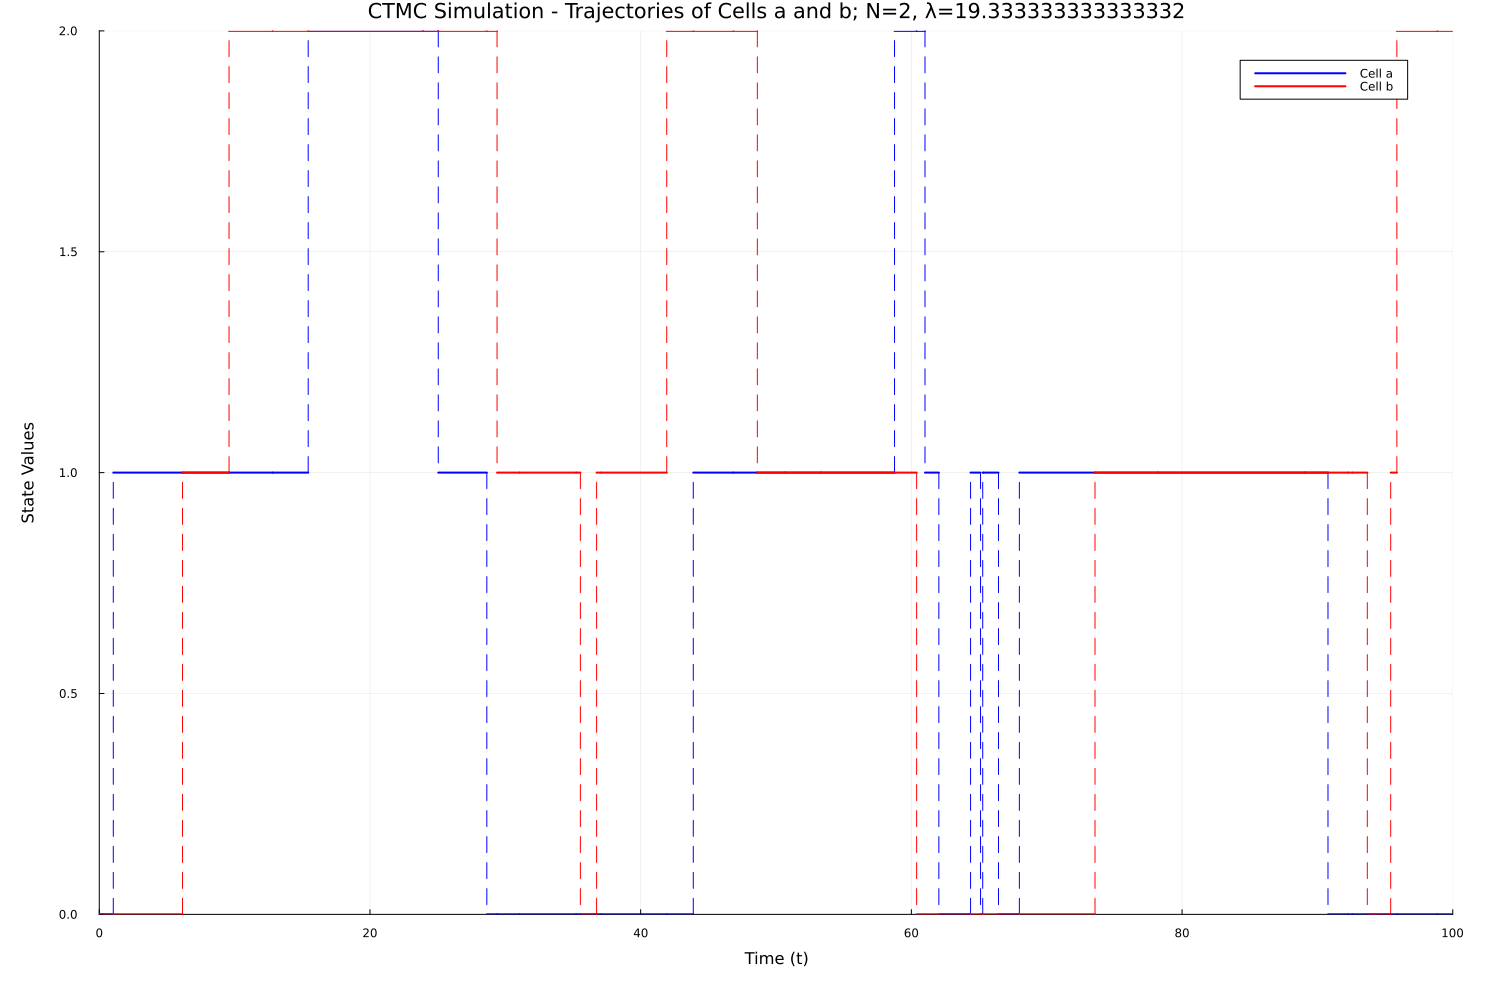 CTMC Simulation - Trajectories of Cells a and b; N=2, λ=19.333333333333332
2.0
Cell a
Cell b
1.5
State Values
1.0
0.5
0.0
0 20 40 60 80 100
Time (t)